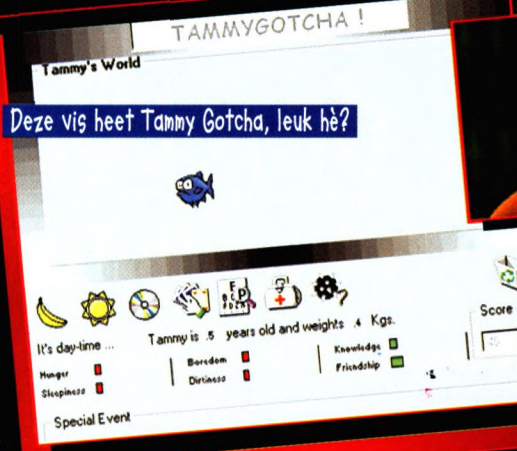 TAMMYGOTCHA !
Tammy's World
Deze vis heet Tammy Gotcha, leuk hè?
It's day-time ...
Tammy is .5 years old and weights .4 Kgs.
Score
Hunger
Boredom
Knowledge
Sleepiness
Dirtiness
Friendship
Special Event